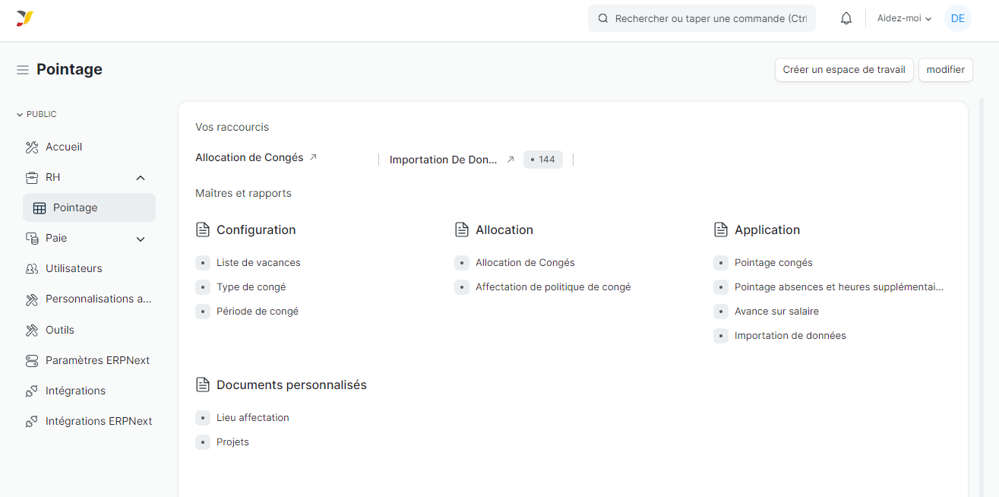 Rechercher ou taper une commande (Ctrl
Aidez-moi
DE
Pointage
Créer un espace de travail
modifier
PUBLIC
Accueil
RH
Pointage
Paie
Utilisateurs
Personnalisations a...
Outils
Paramètres ERPNext
Intégrations
Intégrations ERPNext
Vos raccourcis
Allocation de Congés
Importation De Don...
144
Maîtres et rapports
Configuration
Liste de vacances
Type de congé
Période de congé
Allocation
Allocation de Congés
Affectation de politique de congé
Application
Pointage congés
Pointage absences et heures supplémentai...
Avance sur salaire
Importation de données
Documents personnalisés
Lieu affectation
Projets